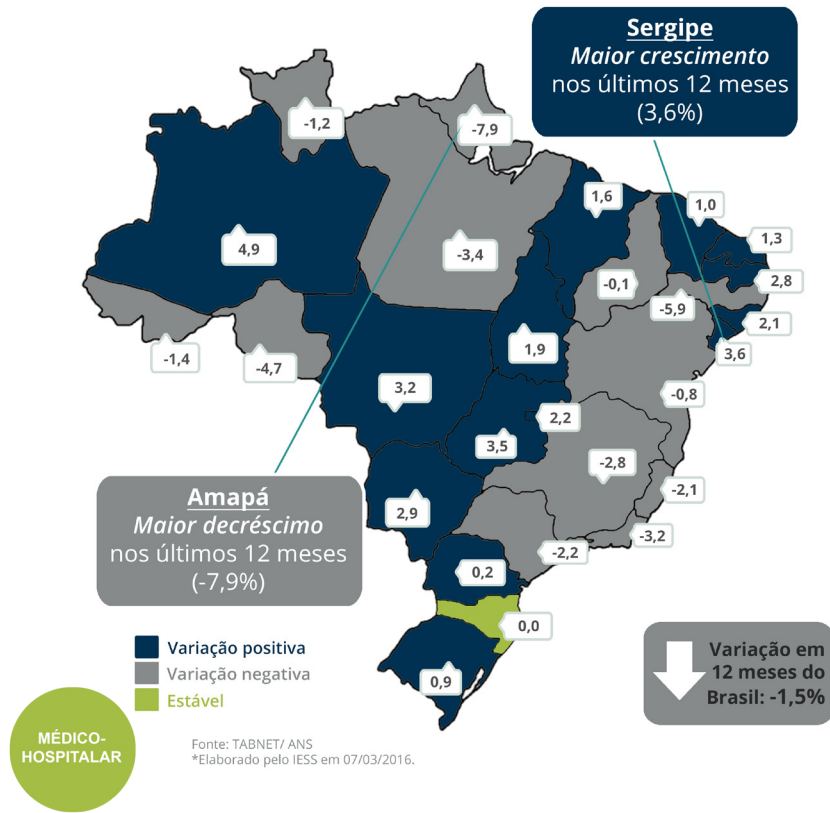 Sergipe
Maior crescimento
nos últimos 12 meses
(3,6%)
-1,2
-7,9
1,6
1,0
4,9
-3,4
1,3
-0,1
2,8
-5,9
2,1
-1,4
-4,7
1,9
3,6
3,2
-0,8
2,2
3,5
-2,8
-2,1
Amapá
Maior decréscimo
nos últimos 12 meses
(-7,9%)
2,9
-3,2
-2,2
0,2
0,0
0,9
Variação positiva
Variação negativa
Estável
Variação em
12 meses do
Brasil: -1,5%
MÉDICO-
HOSPITALAR
Fonte: TABNET/ ANS
*Elaborado pelo IESS em 07/03/2016.